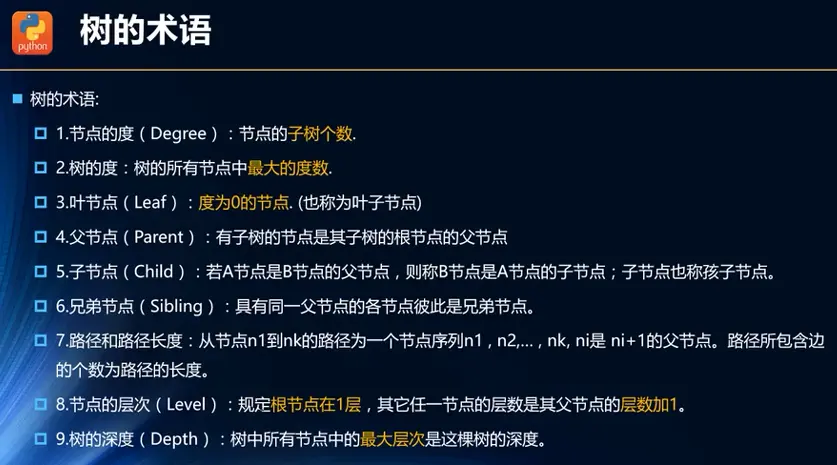 python
树的术语
树的术语:
1.节点的度（Degree）：节点的子树个数.
2.树的度：树的所有节点中最大的度数.
3.叶节点（Leaf）：度为0的节点. (也称为叶子节点)
4.父节点（Parent）：有子树的节点是其子树的根节点的父节点
5.子节点（Child）：若A节点是B节点的父节点，则称B节点是A节点的子节点；子节点也称孩子节点。
6.兄弟节点（Sibling）：具有同一父节点的各节点彼此是兄弟节点。
7.路径和路径长度：从节点n1到nk的路径为一个节点序列n1，n2,...，nk, ni是 ni+1的父节点。路径所包含边
的个数为路径的长度。
8.节点的层次（Level）：规定根节点在1层，其它任一节点的层数是其父节点的层数加1。
9.树的深度（Depth）：树中所有节点中的最大层次是这棵树的深度。